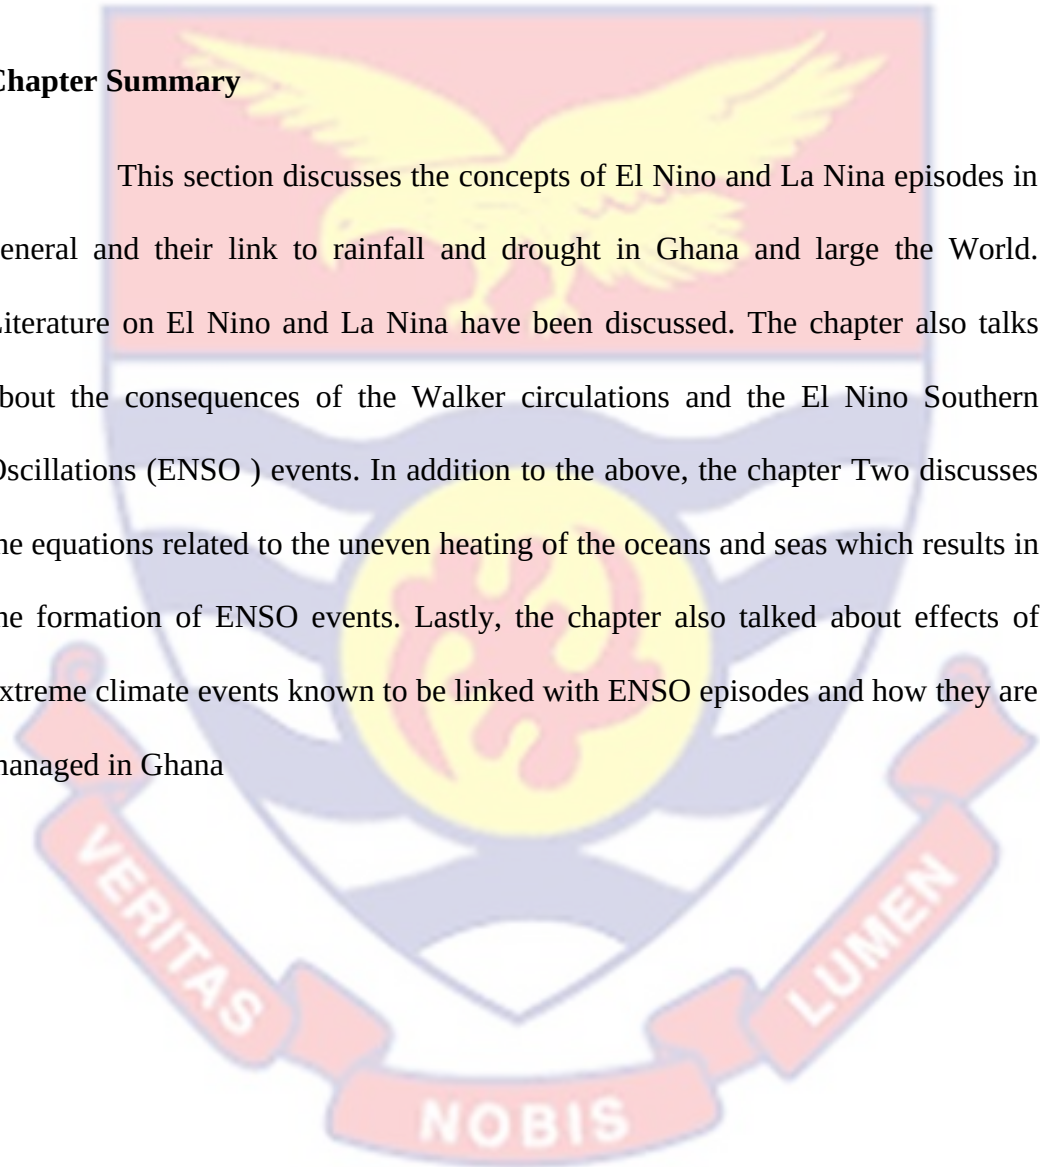 Chapter Summary
This section discusses the concepts of El Nino and La Nina episodes in
eneral and their link to rainfall and drought in Ghana and large the World.
Literature on El Nino and La Nina have been discussed. The chapter also talks
bout the consequences of the Walker circulations and the El Nino Southern
Oscillations (ENSO ) events. In addition to the above, the chapter Two discusses
he equations related to the uneven heating of the oceans and seas which results in
he formation of ENSO events. Lastly, the chapter also talked about effects of
xtreme climate events known to be linked with ENSO episodes and how they are
managed in Ghana
VERITAS
NOBIS
LUMEN